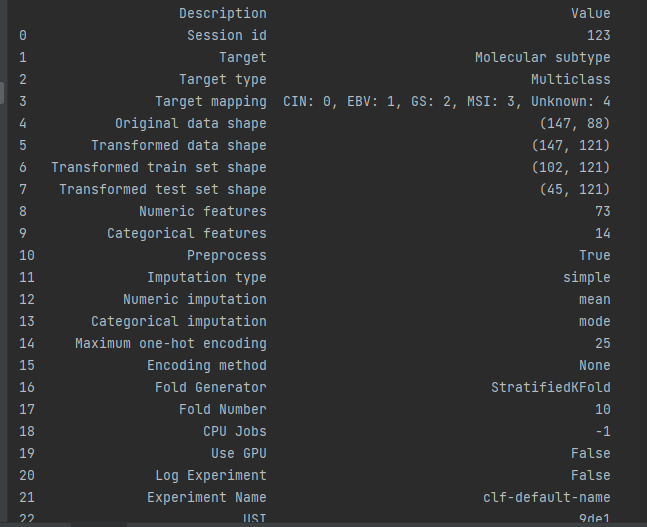 Description Value
0 Session id 123
1 Target Molecular subtype
2 Target type Multiclass
3 Target mapping CIN: 0, EBV: 1, GS: 2, MSI: 3, Unknown: 4
4 Original data shape (147, 88)
5 Transformed data shape (147, 121)
6 Transformed train set shape (102, 121)
7 Transformed test set shape (45, 121)
8 Numeric features 73
9 Categorical features 14
10 Preprocess True
11 Imputation type simple
12 Numeric imputation mean
13 Categorical imputation mode
14 Maximum one-hot encoding 25
15 Encoding method None
16 Fold Generator StratifiedKFold
17 Fold Number 10
18 CPU Jobs -1
19 Use GPU False
20 Log Experiment False
21 Experiment Name clf-default-name
22 USI 9de1